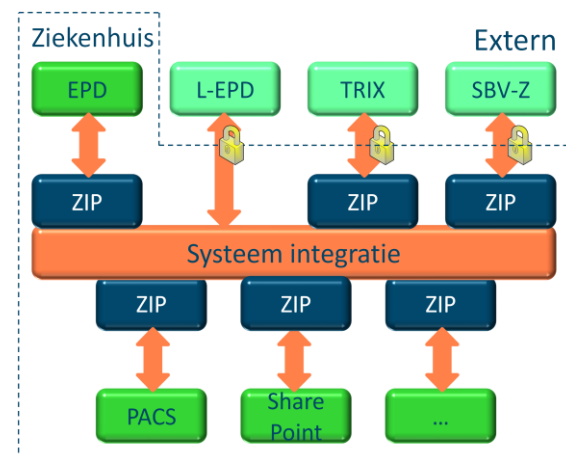 Ziekenhuis
Extern
EPD
L-EPD
TRIX
SBV-Z
ZIP
ZIP
ZIP
Systeem integratie
ZIP
ZIP
ZIP
PACS
Share
Point
...